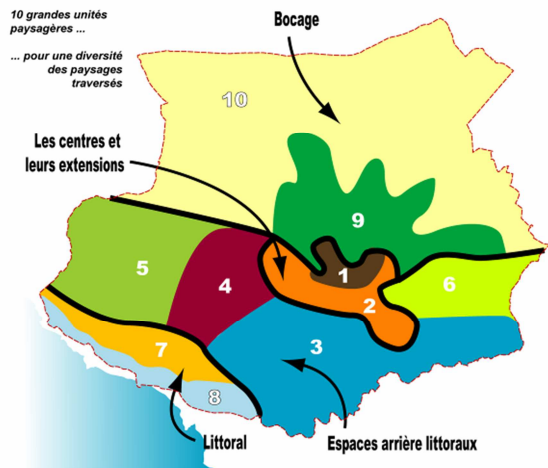 10 grandes unités
paysagères ...
... pour une diversité
des paysages
traversés
Bocage
10
Les centres et
leurs extensions
9
5
4
1
2
6
3
7
8
Littoral
Espaces arrière littoraux